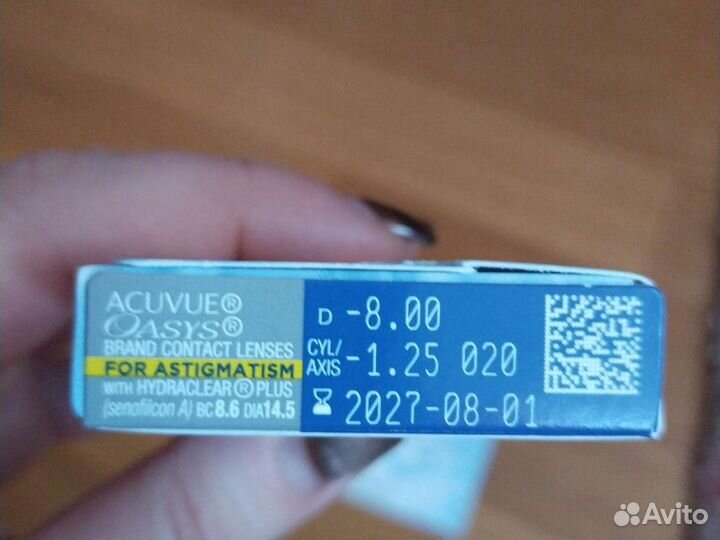 ACUVUE®
OASYS®
BRAND CONTACT LENSES
FOR ASTIGMATISM
WITH HYDRACLEAR® PLUS
(senofilcon A) BC 8.6 DIA 14.5
D -8.00
CYL/AXIS -1.25 020
2027-08-01
Avito